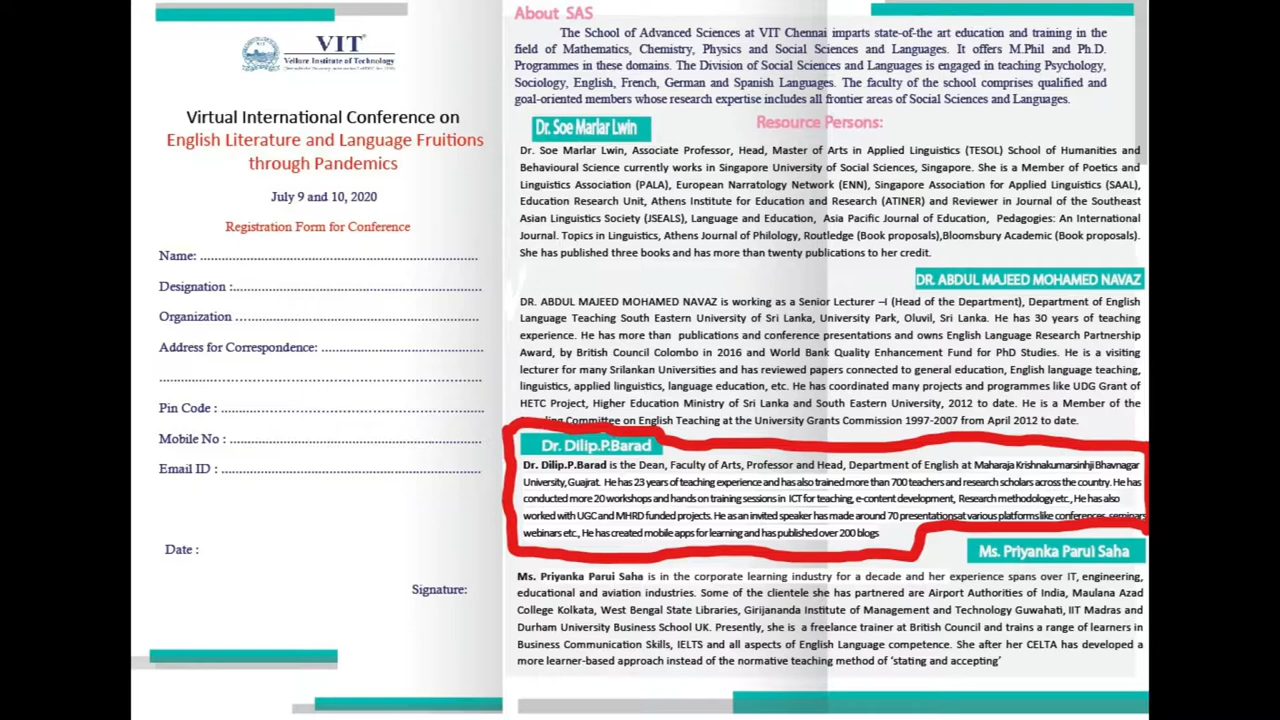 VIT
Vellore Institute of Technology
Virtual International Conference on
English Literature and Language Fruitions
through Pandemics
July 9 and 10, 2020
Registration Form for Conference
Name: ................................................................
Designation :................................................................
Organization ................................................................
Address for Correspondence: ..........................................
................................................................
Pin Code : ................................................................
Mobile No : ................................................................
Email ID : ................................................................
Date :
Signature:
About SAS
The School of Advanced Sciences at VIT Chennai imparts state-of-the art education and training in the
field of Mathematics, Chemistry, Physics and Social Sciences and Languages. It offers M.Phil and Ph.D.
Programmes in these domains. The Division of Social Sciences and Languages is engaged in teaching Psychology,
Sociology, English, French, German and Spanish Languages. The faculty of the school comprises qualified and
goal-oriented members whose research expertise includes all frontier areas of Social Sciences and Languages.
Resource Persons:
Dr. Soe Marlar Lwin
Dr. Soe Marlar Lwin, Associate Professor, Head, Master of Arts in Applied Linguistics (TESOL) School of Humanities and
Behavioural Science currently works in Singapore University of Social Sciences, Singapore. She is a Member of Poetics and
Linguistics Association (PALA), European Narratology Network (ENN), Singapore Association for Applied Linguistics (SAAL),
Education Research Unit, Athens Institute for Education and Research (ATINER) and Reviewer in Journal of the Southeast
Asian Linguistics Society (JSEALS), Language and Education, Asia Pacific Journal of Education, Pedagogies: An International
Journal. Topics in Linguistics, Athens Journal of Philology, Routledge (Book proposals),Bloomsbury Academic (Book proposals).
She has published three books and has more than twenty publications to her credit.
DR. ABDUL MAJEED MOHAMED NAVAZ
DR. ABDUL MAJEED MOHAMED NAVAZ is working as a Senior Lecturer –I (Head of the Department), Department of English
Language Teaching South Eastern University of Sri Lanka, University Park, Oluvil, Sri Lanka. He has 30 years of teaching
experience. He has more than publications and conference presentations and owns English Language Research Partnership
Award, by British Council Colombo in 2016 and World Bank Quality Enhancement Fund for PhD Studies. He is a visiting
lecturer for many Srilankan Universities and has reviewed papers connected to general education, English language teaching,
linguistics, applied linguistics, language education, etc. He has coordinated many projects and programmes like UDG Grant of
HETC Project, Higher Education Ministry of Sri Lanka and South Eastern University, 2012 to date. He is a Member of the
Committee on English Teaching at the University Grants Commission 1997-2007 from April 2012 to date.
Dr. Dilip.P.Barad
Dr. Dilip.P.Barad is the Dean, Faculty of Arts, Professor and Head, Department of English at Maharaja Krishnakumarsinhji Bhavnagar
University, Guajrat. He has 23 years of teaching experience and has also trained more than 700 teachers and research scholars across the country. He has
conducted more 20 workshops and hands on training sessions in ICT for teaching, e-content development, Research methodology etc., He has also
worked with UGC and MHRD funded projects. He as an invited speaker has made around 70 presentations at various platforms like conferences, seminars
webinars etc., He has created mobile apps for learning and has published over 200 blogs
Ms. Priyanka Parui Saha
Ms. Priyanka Parui Saha is in the corporate learning industry for a decade and her experience spans over IT, engineering,
educational and aviation industries. Some of the clientele she has partnered are Airport Authorities of India, Maulana Azad
College Kolkata, West Bengal State Libraries, Girijananda Institute of Management and Technology Guwahati, IIT Madras and
Durham University Business School UK. Presently, she is a freelance trainer at British Council and trains a range of learners in
Business Communication Skills, IELTS and all aspects of English Language competence. She after her CELTA has developed a
more learner-based approach instead of the normative teaching method of ‘stating and accepting’